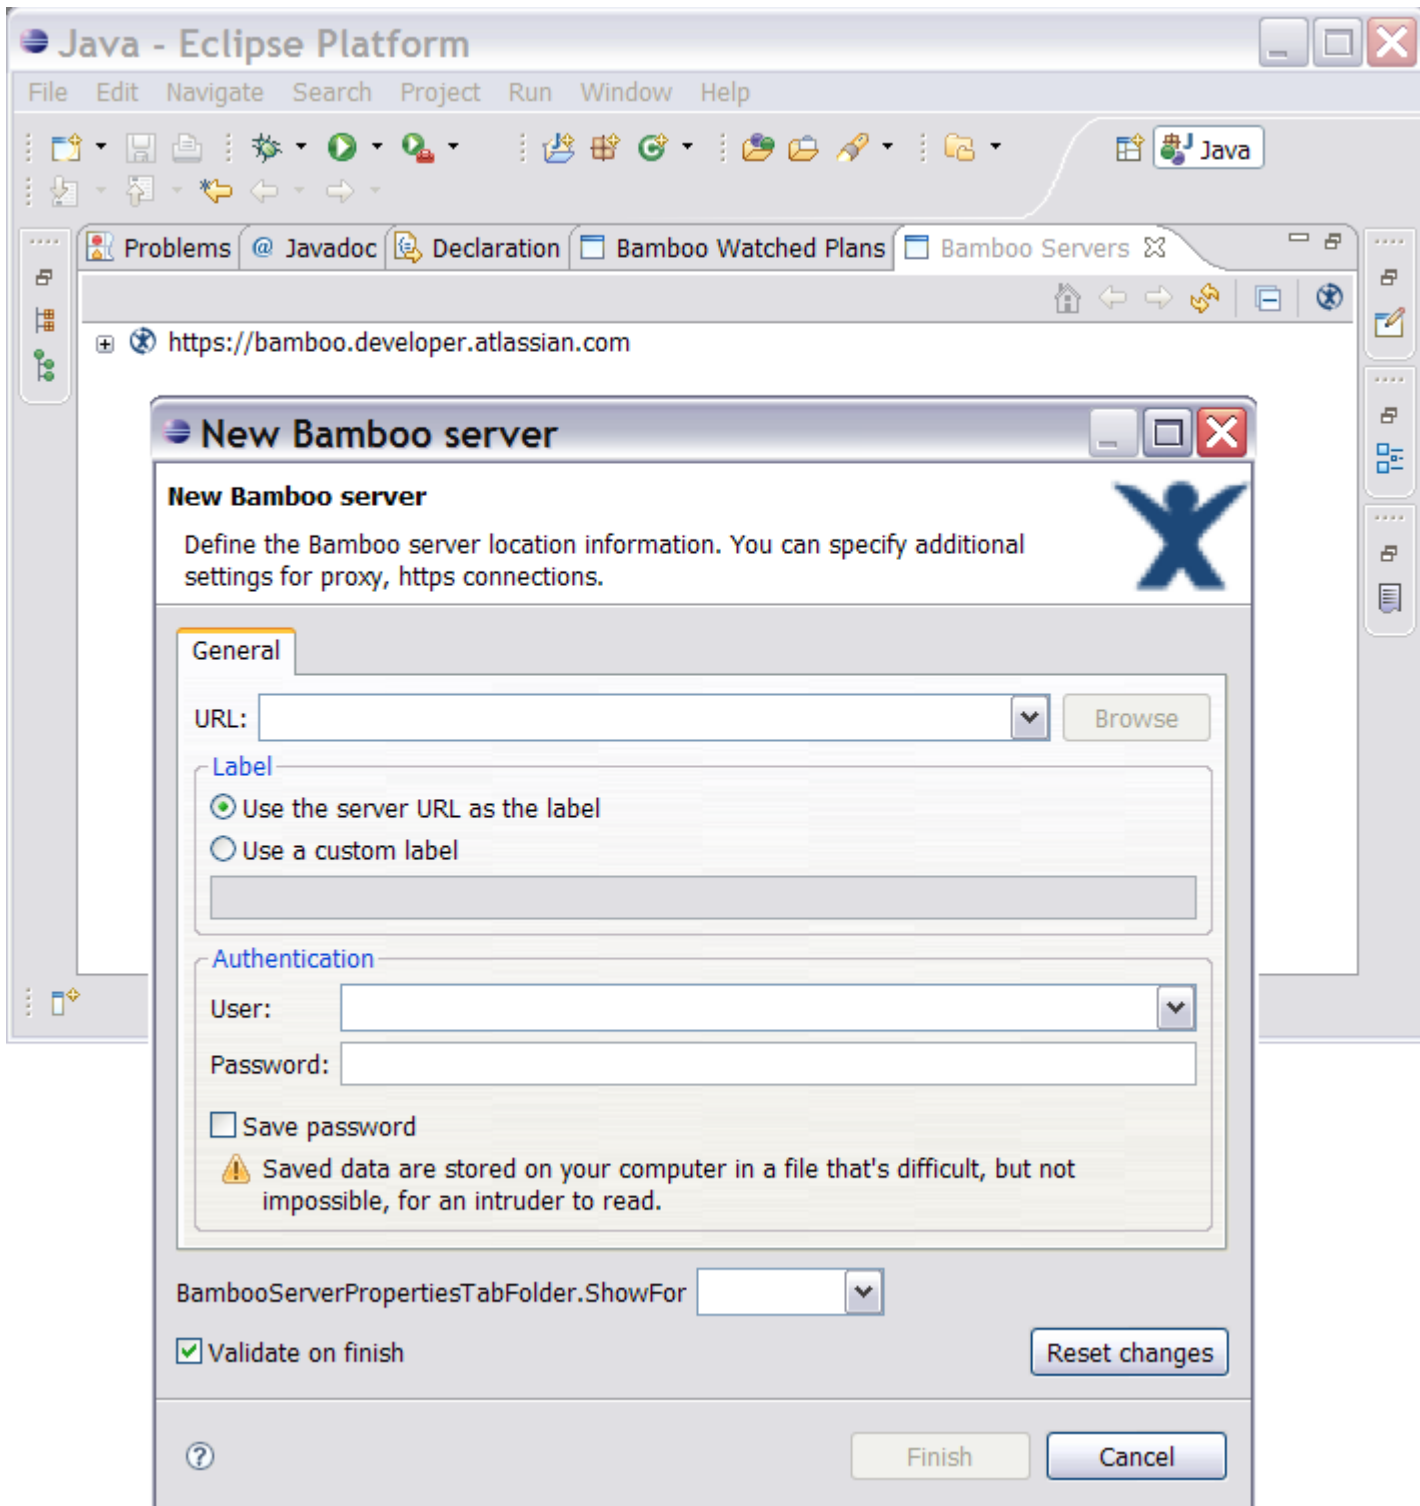 Java - Eclipse Platform
File Edit Navigate Search Project Run Window Help
Java
Problems @ Javadoc Declaration Bamboo Watched Plans Bamboo Servers
https://bamboo.developer.atlassian.com
New Bamboo server
New Bamboo server
Define the Bamboo server location information. You can specify additional
settings for proxy, https connections.
General
URL: Browse
Label
Use the server URL as the label
Use a custom label
Authentication
User:
Password:
Save password
Saved data are stored on your computer in a file that's difficult, but not
impossible, for an intruder to read.
BambooServerPropertiesTabFolder.ShowFor
Validate on finish Reset changes
? Finish Cancel